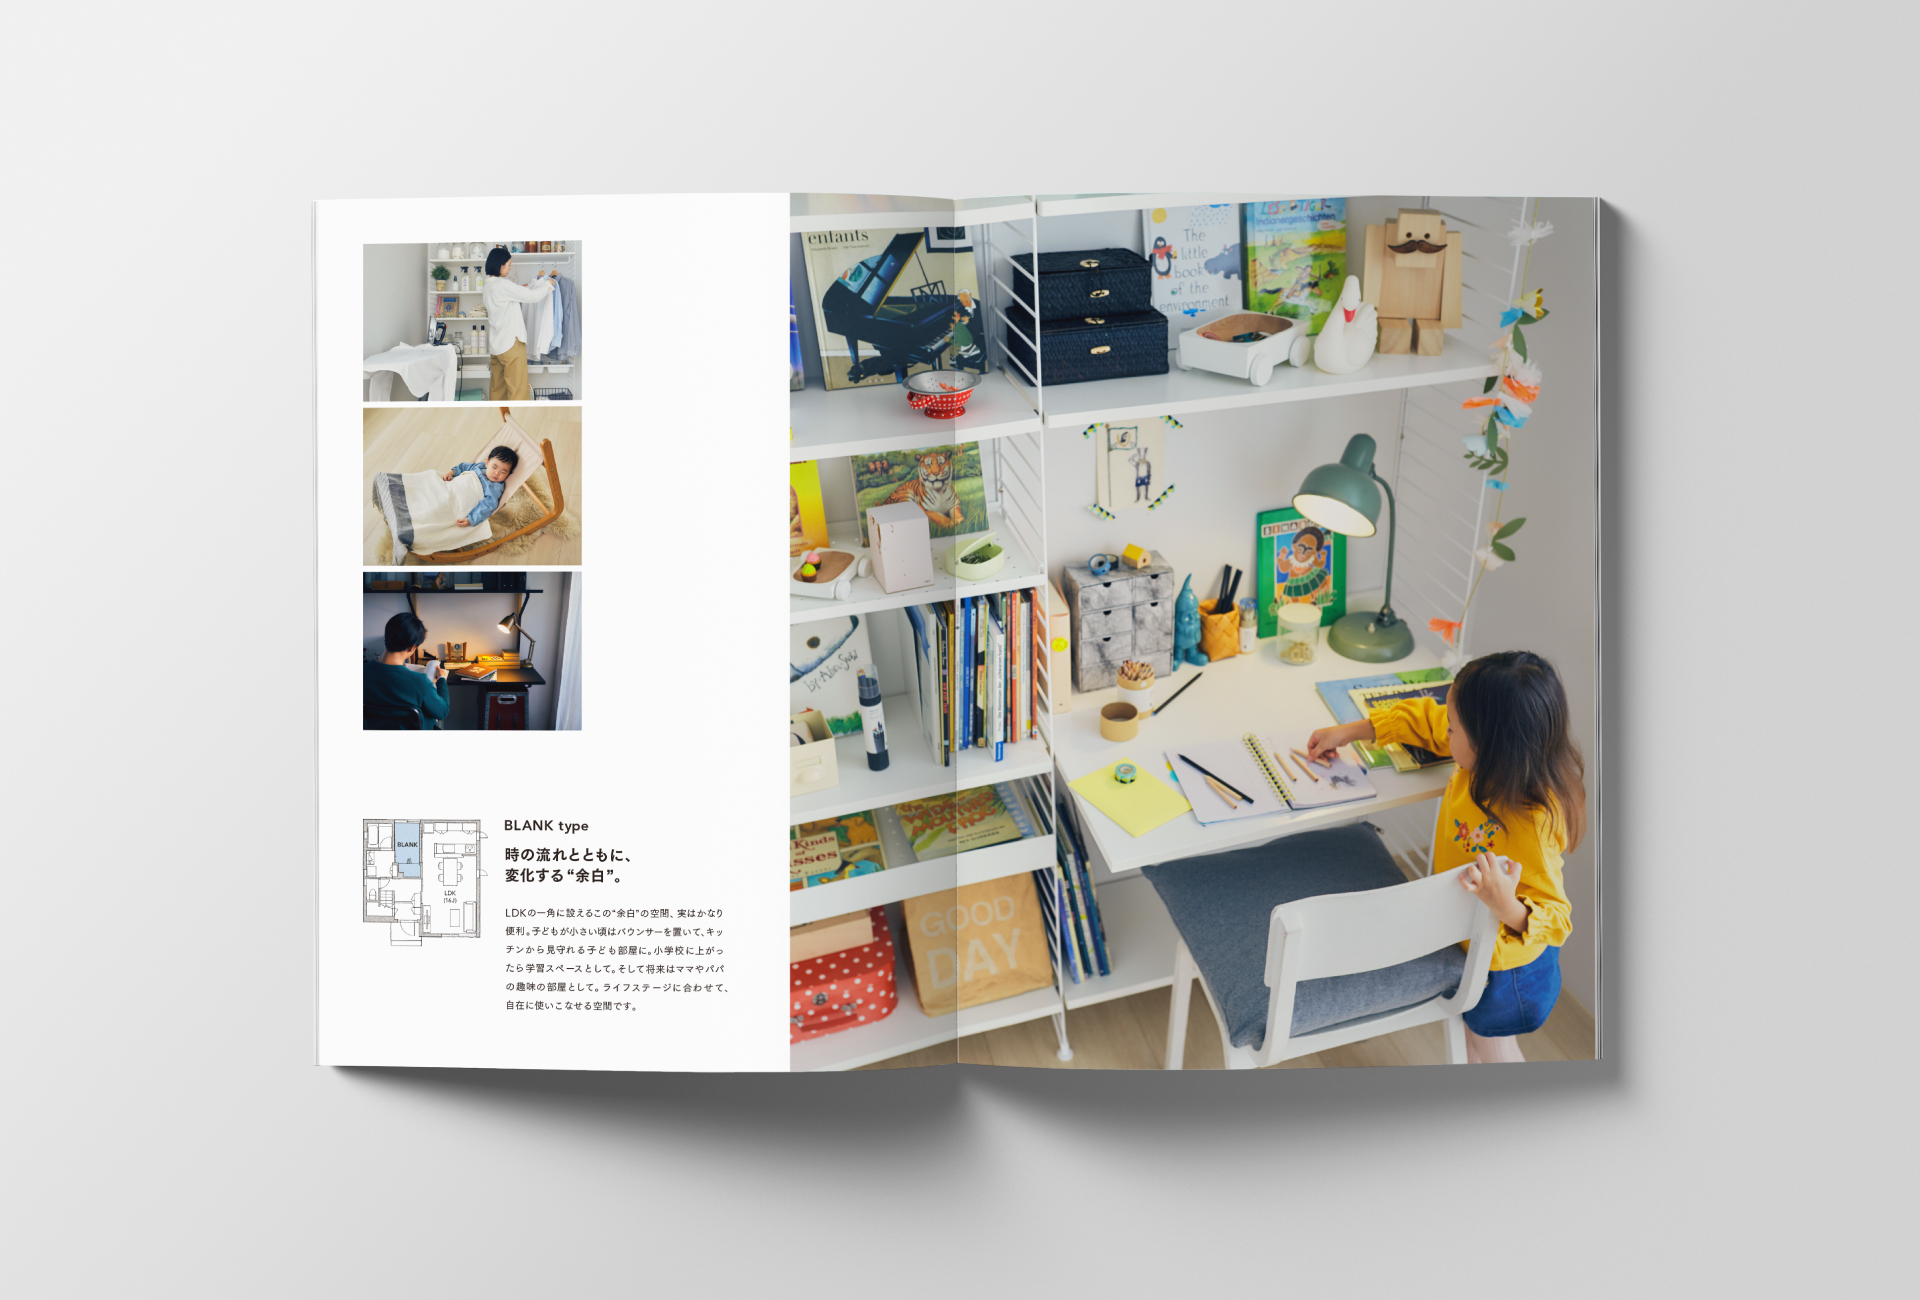 BLANK
LDK
(16J)
BLANK type
時の流れとともに、
変化する“余白”。
LDKの一角に設えるこの“余白”の空間、実はかなり
便利。子どもが小さい頃はバウンサーを置いて、キッ
チンから見守れる子ども部屋に。小学校に上がっ
たら学習スペースとして。そして将来はママやパパ
の趣味の部屋として。ライフステージに合わせて、
自在に使いこなせる空間です。
enfants
The
little
book
of the
environment
Indianergeschichten
GOOD
DAY